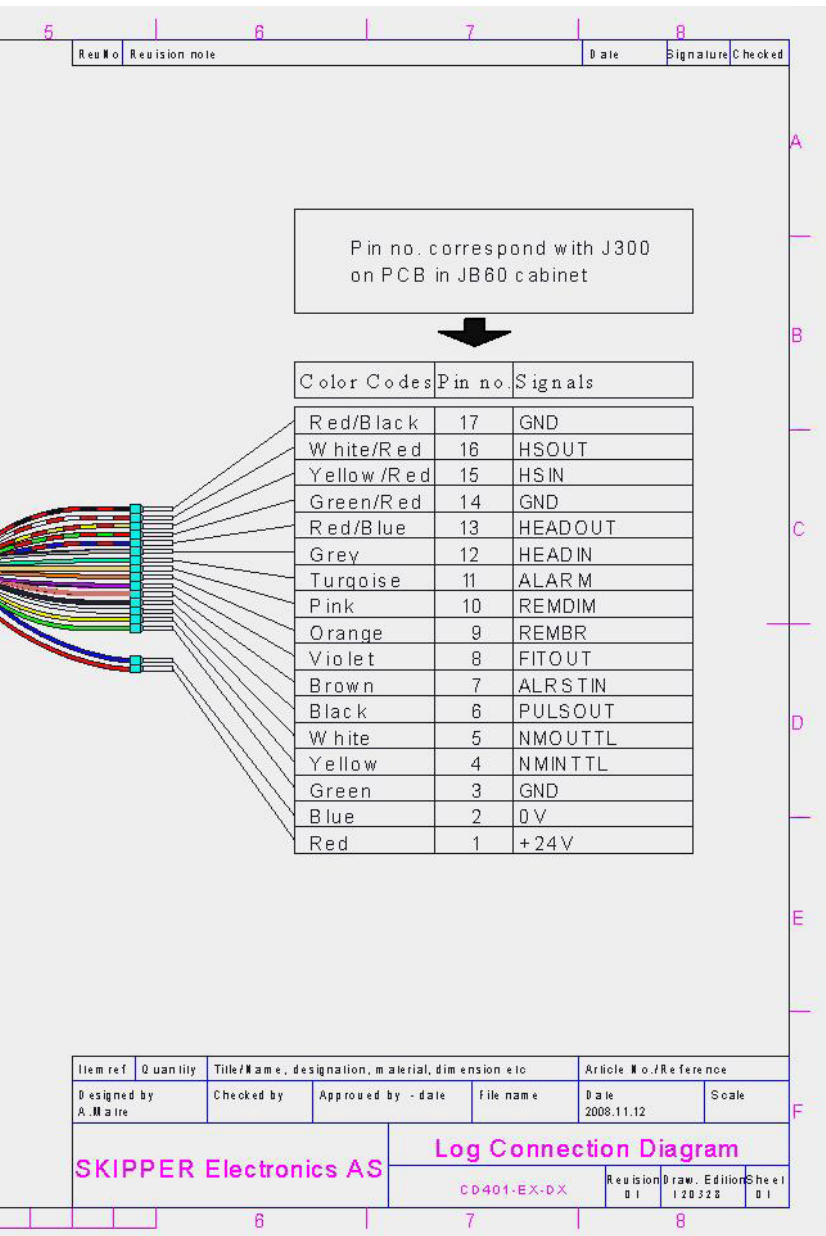 5 6 7 8
RevNo Revision note Date Signature Checked
A
Pin no. correspond with J300
on PCB in JB60 cabinet
B
Color Codes Pin no. Signals
Red/Black 17 GND
White/Red 16 HSOUT
Yellow/Red 15 HSIN
Green/Red 14 GND
C
Red/Blue 13 HEADOUT
Grey 12 HEADIN
Turqoise 11 ALARM
Pink 10 REMDIM
Orange 9 REMBR
Violet 8 FITOUT
Brown 7 ALRSTIN
Black 6 PULSOUT
D
White 5 NMOUTTL
Yellow 4 NMINTTL
Green 3 GND
Blue 2 0V
Red 1 +24V
E
Item ref Quantity Title/Name, designation, material, dimension etc Article No./Reference
Designed by Checked by Approved by - date File name Date Scale
A.Maire 2008.11.12
F
SKIPPER Electronics AS
Log Connection Diagram
CD401-EX-DX
Revision Draw. Edition Sheet
01 120328 01
6 7 8